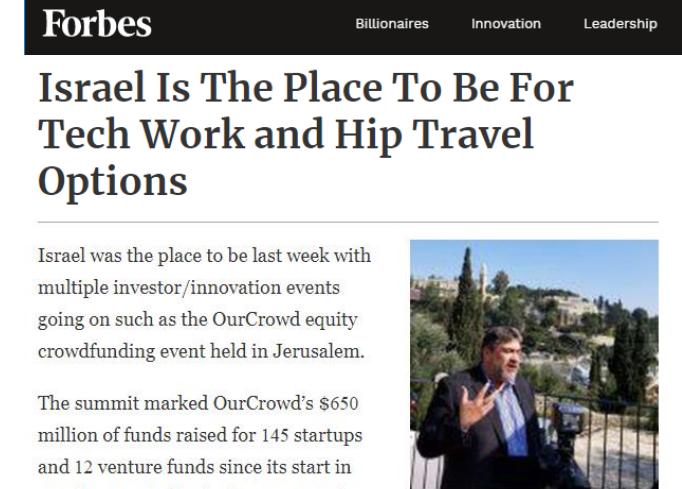 Forbes
Billionaires Innovation Leadership
Israel Is The Place To Be For
Tech Work and Hip Travel
Options
Israel was the place to be last week with
multiple investor/innovation events
going on such as the OurCrowd equity
crowdfunding event held in Jerusalem.
The summit marked OurCrowd’s $650
million of funds raised for 145 startups
and 12 venture funds since its start in